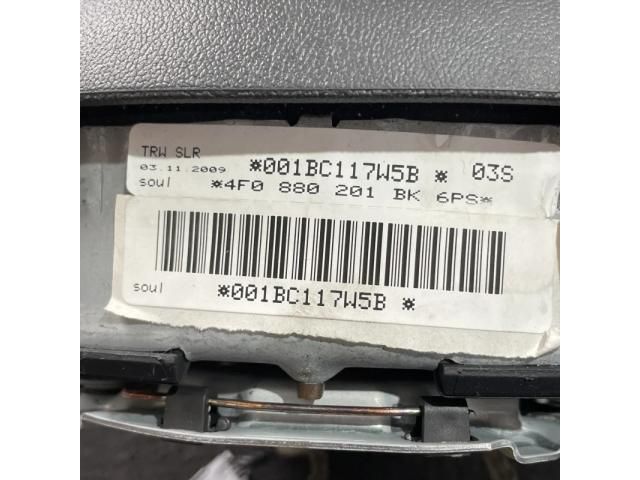 TRW SLR
03.11.2009 *001BC117W5B * 03S
soul *4F0 880 201 BK 6PS*
soul *001BC117W5B *